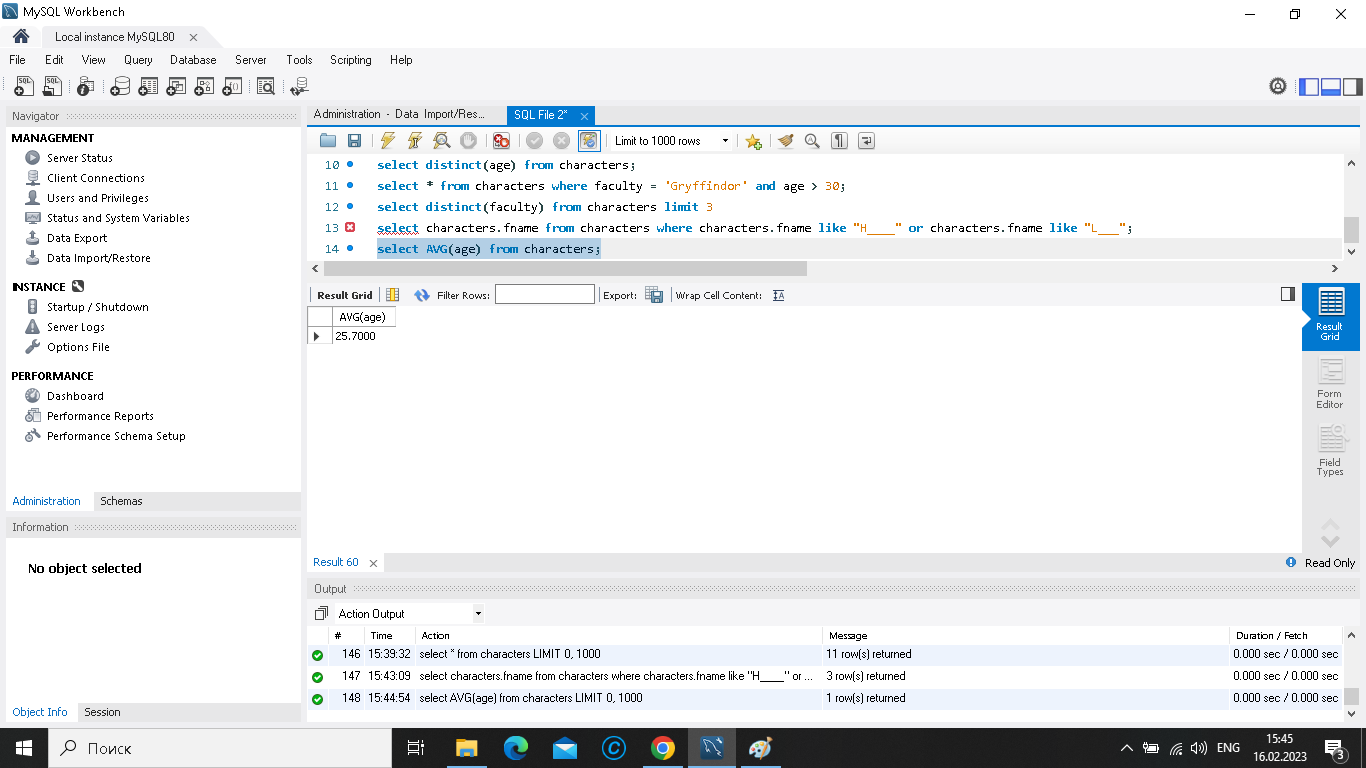 MySQL Workbench
Local instance MySQL80
File Edit View Query Database Server Tools Scripting Help
Navigator
MANAGEMENT
Server Status
Client Connections
Users and Privileges
Status and System Variables
Data Export
Data Import/Restore
INSTANCE
Startup / Shutdown
Server Logs
Options File
PERFORMANCE
Dashboard
Performance Reports
Performance Schema Setup
Administration Schemas
Information
No object selected
Object Info Session
Administration - Data Import/Res... SQL File 2*
Limit to 1000 rows
10 select distinct(age) from characters;
11 select * from characters where faculty = 'Gryffindor' and age > 30;
12 select distinct(faculty) from characters limit 3
13 select characters.fname from characters where characters.fname like "H____" or characters.fname like "L___";
14 select AVG(age) from characters;
Result Grid Filter Rows: Export: Wrap Cell Content:
AVG(age)
25.7000
Result Grid
Form Editor
Field Types
Result 60
Read Only
Output
Action Output
# Time Action Message Duration / Fetch
146 15:39:32 select * from characters LIMIT 0, 1000 11 row(s) returned 0.000 sec / 0.000 sec
147 15:43:09 select characters.fname from characters where characters.fname like "H____" or ... 3 row(s) returned 0.000 sec / 0.000 sec
148 15:44:54 select AVG(age) from characters LIMIT 0, 1000 1 row(s) returned 0.000 sec / 0.000 sec
Поиск
ENG
15:45
16.02.2023
3